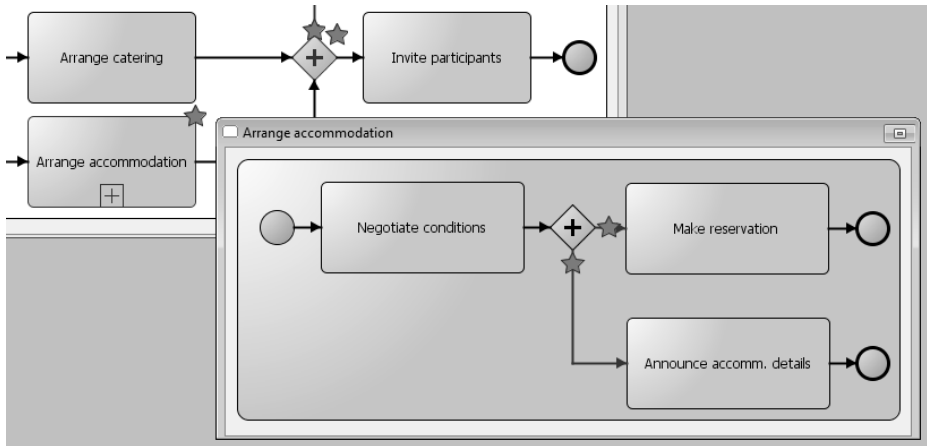 Arrange catering
Invite participants
Arrange accommodation
Arrange accommodation
Negotiate conditions
Make reservation
Announce accomm. details